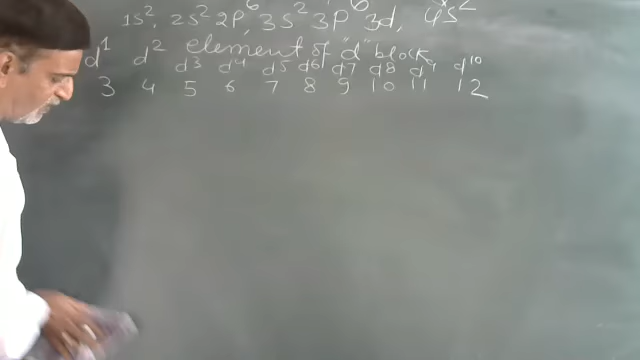 1s², 2s² 2p⁶, 3s² 3p⁶ 3d, 4s²
element of "d" block
d¹ d² d³ d⁴ d⁵ d⁶ d⁷ d⁸ d⁹ d¹⁰
3 4 5 6 7 8 9 10 11 12